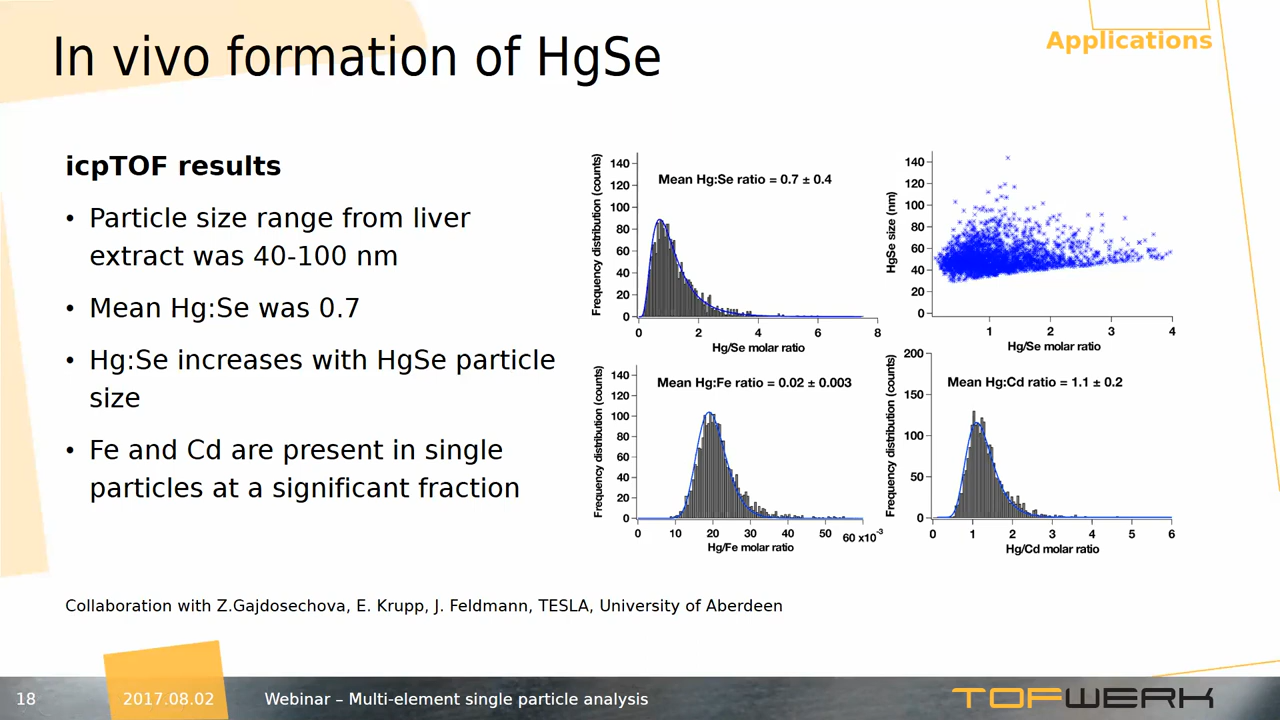 In vivo formation of HgSe
Applications
icpTOF results
• Particle size range from liver
extract was 40-100 nm
• Mean Hg:Se was 0.7
• Hg:Se increases with HgSe particle
size
• Fe and Cd are present in single
particles at a significant fraction
Frequency distribution (counts)
140
120
100
80
60
40
20
0
Mean Hg:Se ratio = 0.7 ± 0.4
0 2 4 6 8
Hg/Se molar ratio
HgSe size (nm)
140
120
100
80
60
40
20
0
1 2 3 4
Hg/Se molar ratio
Frequency distribution (counts)
140
120
100
80
60
40
20
0
Mean Hg:Fe ratio = 0.02 ± 0.003
0 10 20 30 40 50 60 x10⁻³
Hg/Fe molar ratio
Frequency distribution (counts)
200
150
100
50
0
Mean Hg:Cd ratio = 1.1 ± 0.2
0 1 2 3 4 5 6
Hg/Cd molar ratio
Collaboration with Z.Gajdosechova, E. Krupp, J. Feldmann, TESLA, University of Aberdeen
18 2017.08.02 Webinar – Multi-element single particle analysis
TOFWERK